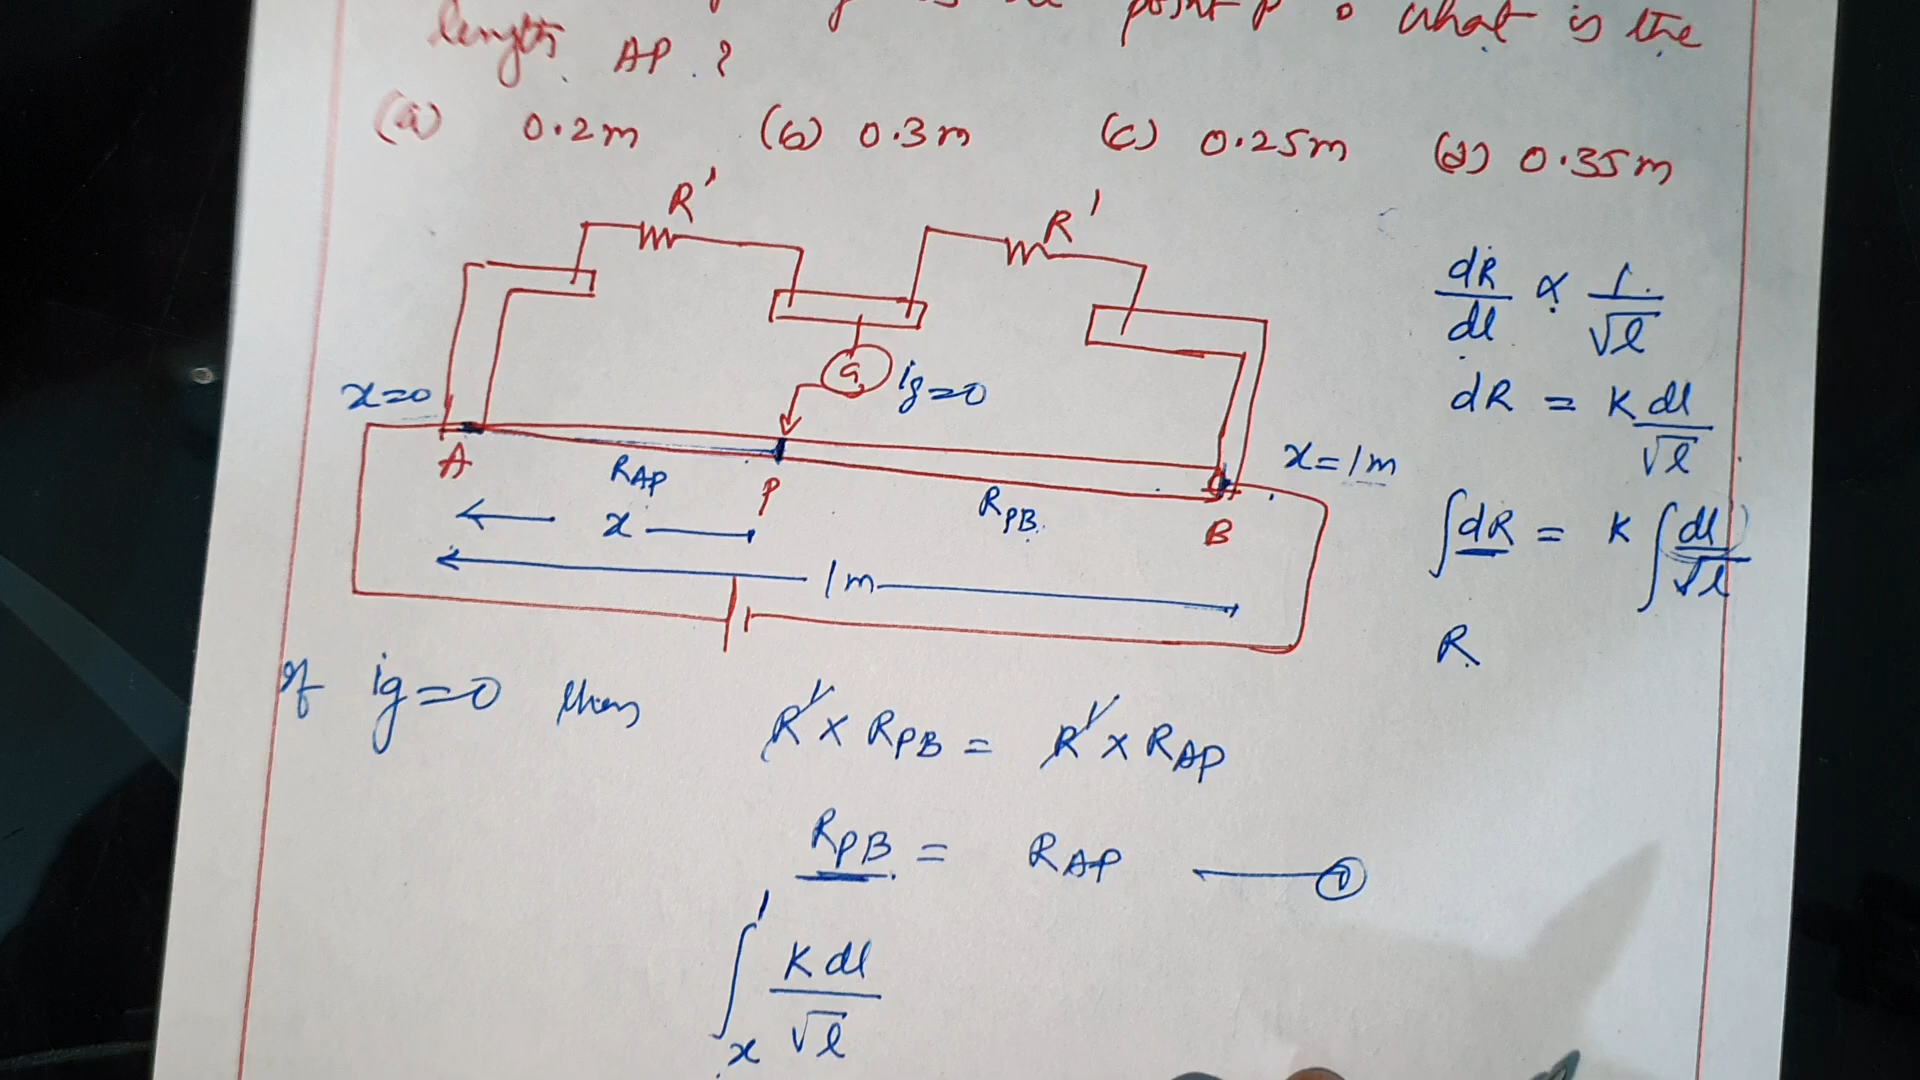 point P . What is the
length AP . ?
(a) 0.2m (b) 0.3m (c) 0.25m (d) 0.35m
R' R'
G ig=0
x=0 x=1m
A P B
RAP RPB
x
1m
dR/dl ∝ 1/√l
dR = K dl/√l
∫dR = K ∫dl/√l
R
If ig=0 then R' x RPB = R' x RAP
RPB = RAP — ①
∫ₓ¹ K dl/√l